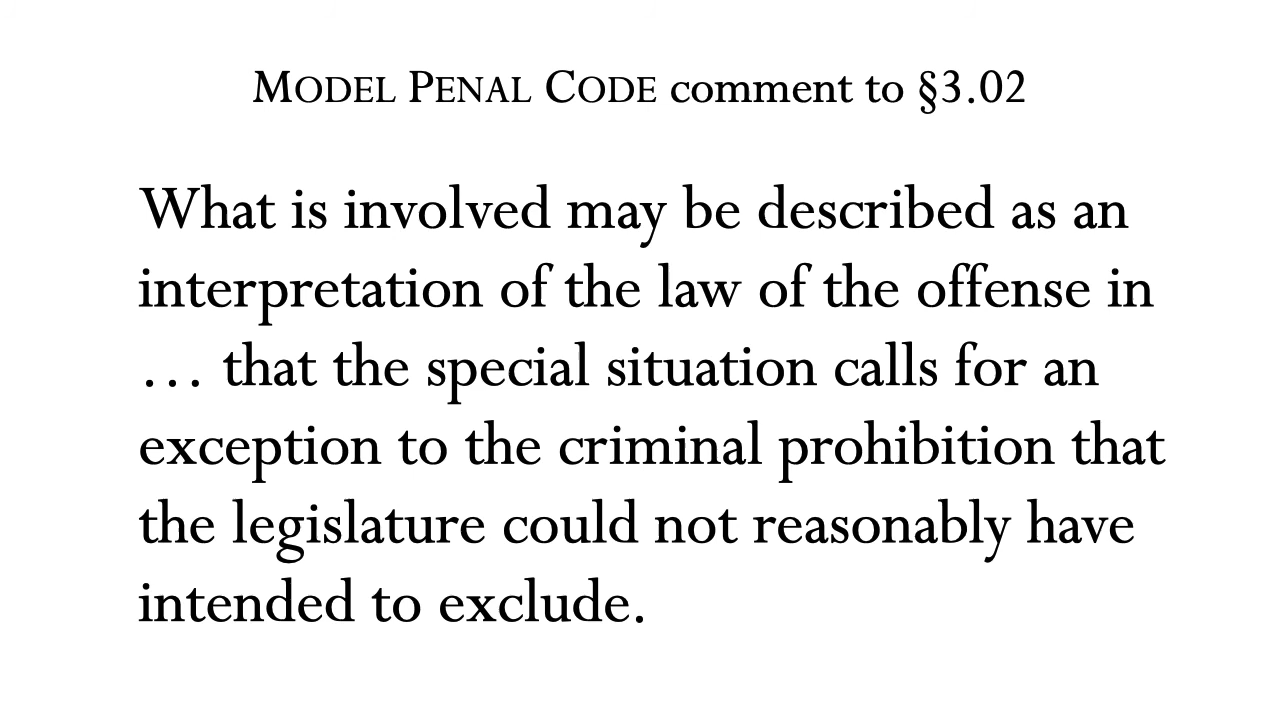 MODEL PENAL CODE comment to §3.02
What is involved may be described as an
interpretation of the law of the offense in
… that the special situation calls for an
exception to the criminal prohibition that
the legislature could not reasonably have
intended to exclude.